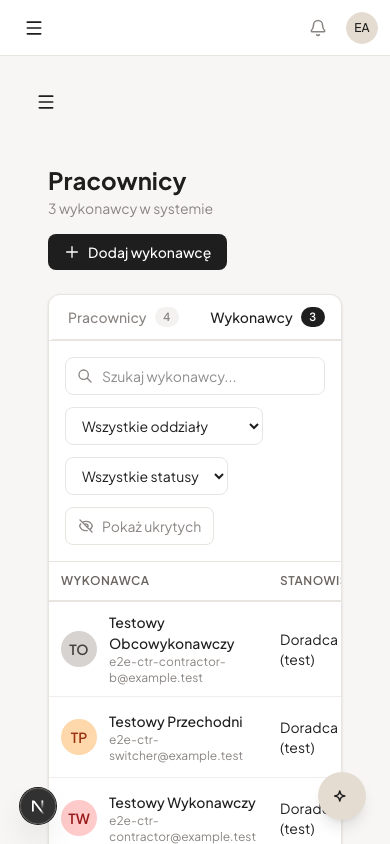 EA
Pracownicy
3 wykonawcy w systemie
Dodaj wykonawcę
Pracownicy 4 Wykonawcy 3
Szukaj wykonawcy...
Wszystkie oddziały
Wszystkie statusy
Pokaż ukrytych
WYKONAWCA
TO
Testowy
Obcowykonawczy
e2e-ctr-contractor-
b@example.test
Doradca
(test)
TP
Testowy Przechodni
e2e-ctr-
switcher@example.test
Doradca
(test)
TW
Testowy Wykonawczy
e2e-ctr-
contractor@example.test
(test)
N